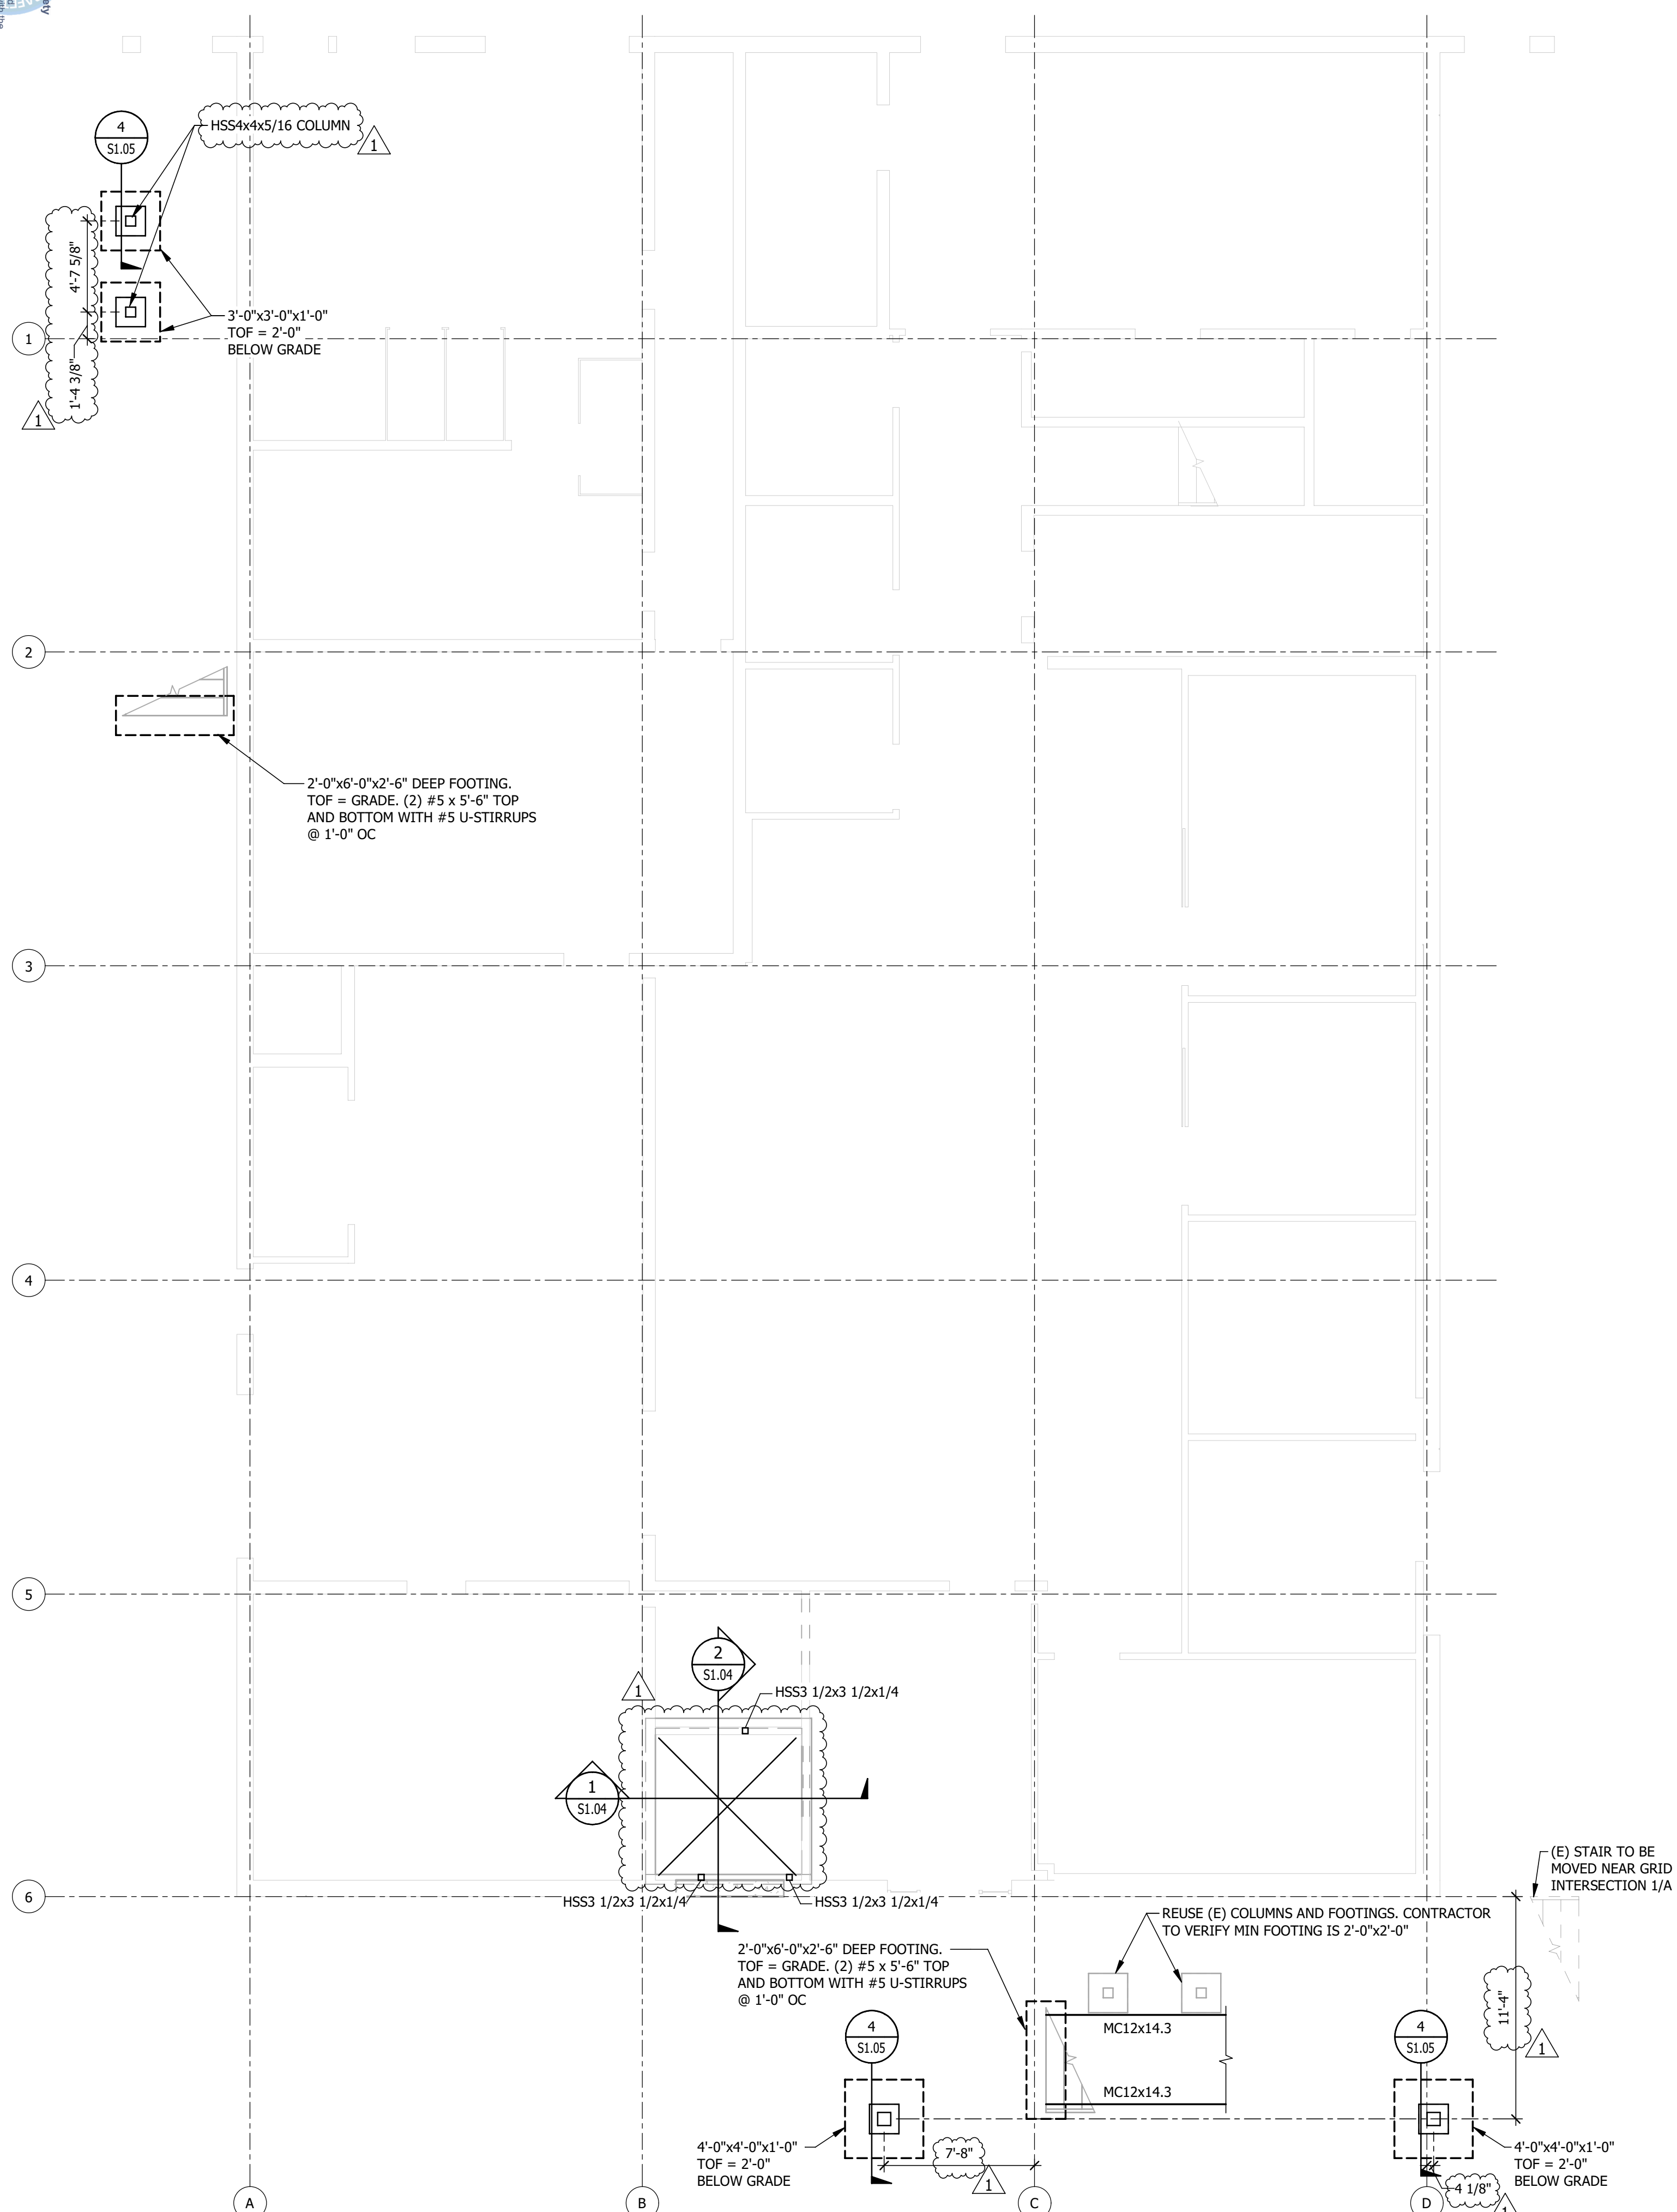 ety
HSS4x4x5/16 COLUMN
1
4
S1.05
4'-7 5/8"
1'-4 3/8"
1
3'-0"x3'-0"x1'-0"
TOF = 2'-0"
BELOW GRADE
1
2
2'-0"x6'-0"x2'-6" DEEP FOOTING.
TOF = GRADE. (2) #5 x 5'-6" TOP
AND BOTTOM WITH #5 U-STIRRUPS
@ 1'-0" OC
3
4
5
2
S1.04
1
HSS3 1/2x3 1/2x1/4
1
S1.04
HSS3 1/2x3 1/2x1/4
HSS3 1/2x3 1/2x1/4
6
(E) STAIR TO BE
MOVED NEAR GRID
INTERSECTION 1/A
REUSE (E) COLUMNS AND FOOTINGS. CONTRACTOR
TO VERIFY MIN FOOTING IS 2'-0"x2'-0"
2'-0"x6'-0"x2'-6" DEEP FOOTING.
TOF = GRADE. (2) #5 x 5'-6" TOP
AND BOTTOM WITH #5 U-STIRRUPS
@ 1'-0" OC
11'-4"
1
4
S1.05
MC12x14.3
4
S1.05
MC12x14.3
4'-0"x4'-0"x1'-0"
TOF = 2'-0"
BELOW GRADE
7'-8"
1
4'-0"x4'-0"x1'-0"
TOF = 2'-0"
BELOW GRADE
4 1/8"
1
A
B
C
D